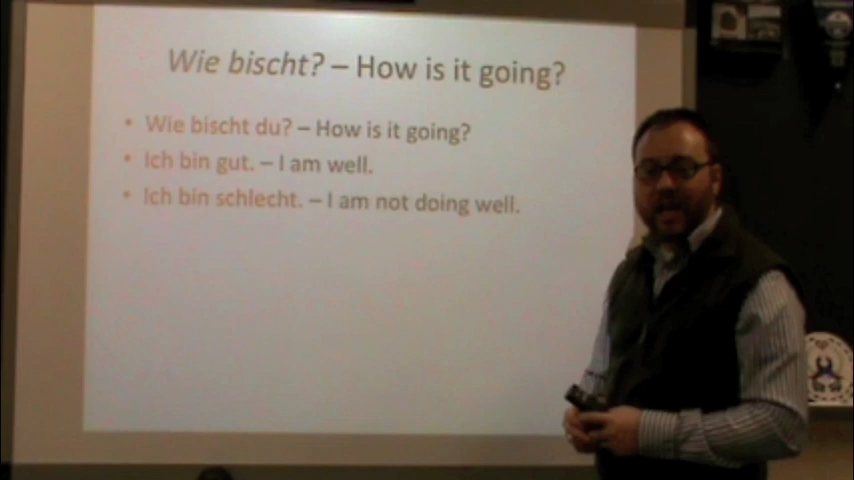 Wie bischt? – How is it going?
• Wie bischt du? – How is it going?
• Ich bin gut. – I am well.
• Ich bin schlecht. – I am not doing well.